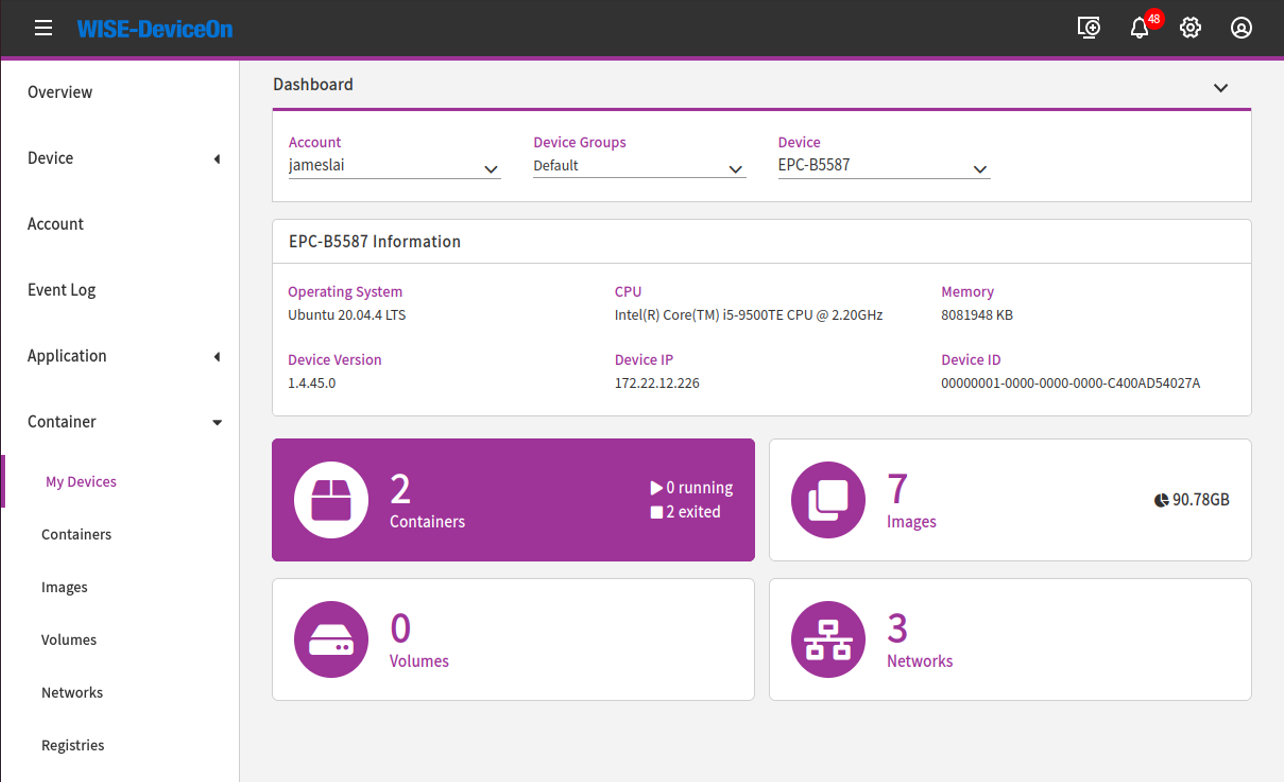 WISE-DeviceOn
48
Overview
Device
Account
Event Log
Application
Container
My Devices
Containers
Images
Volumes
Networks
Registries
Dashboard
Account
jameslai
Device Groups
Default
Device
EPC-B5587
EPC-B5587 Information
Operating System
Ubuntu 20.04.4 LTS
CPU
Intel(R) Core(TM) i5-9500TE CPU @ 2.20GHz
Memory
8081948 KB
Device Version
1.4.45.0
Device IP
172.22.12.226
Device ID
00000001-0000-0000-0000-C400AD54027A
2
Containers
0 running
2 exited
7
Images
90.78GB
0
Volumes
3
Networks